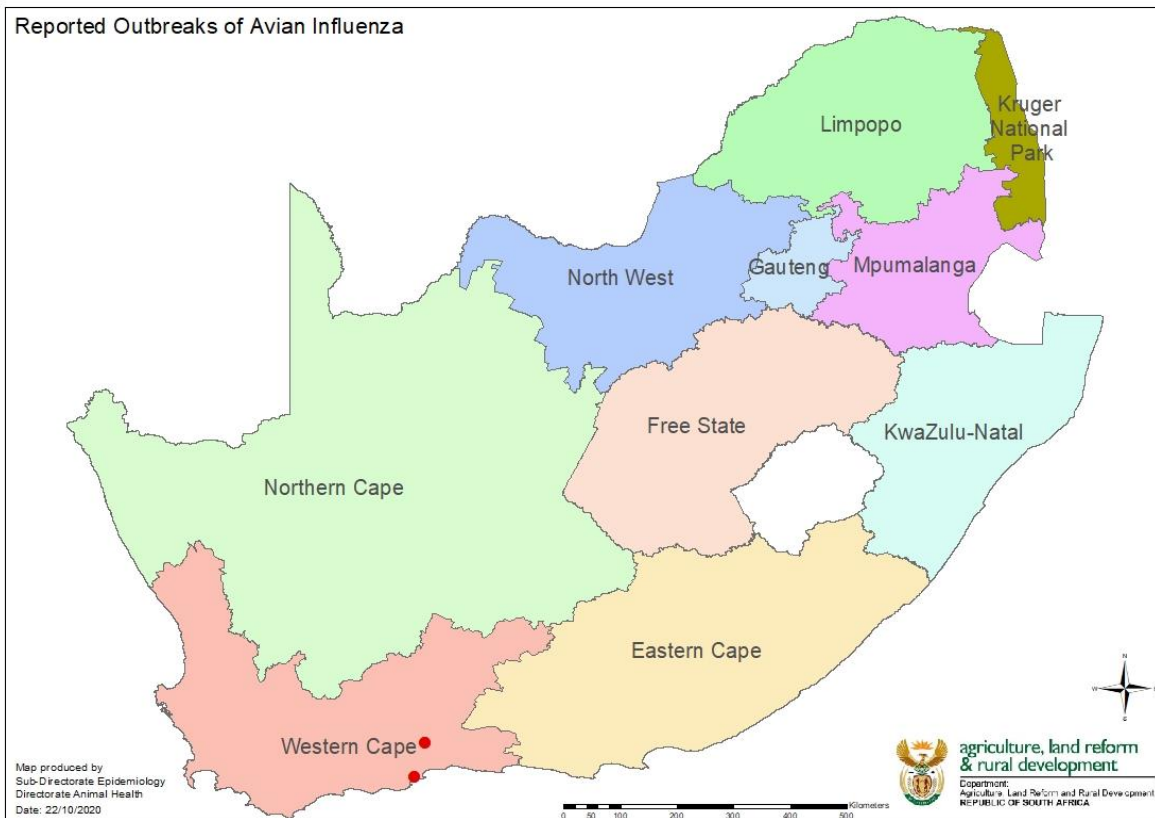 Reported Outbreaks of Avian Influenza
Limpopo
Kruger
National
Park
North West
Gauteng
Mpumalanga
Free State
KwaZulu-Natal
Northern Cape
Eastern Cape
Western Cape
N
W
S
Map produced by
Sub-Directorate Epidemiology
Directorate Animal Health
Date: 22/10/2020
Kilometers
0 50 100 200 300 400 500
agriculture, land reform
& rural development
Department:
Agriculture, Land Reform and Rural Development
REPUBLIC OF SOUTH AFRICA